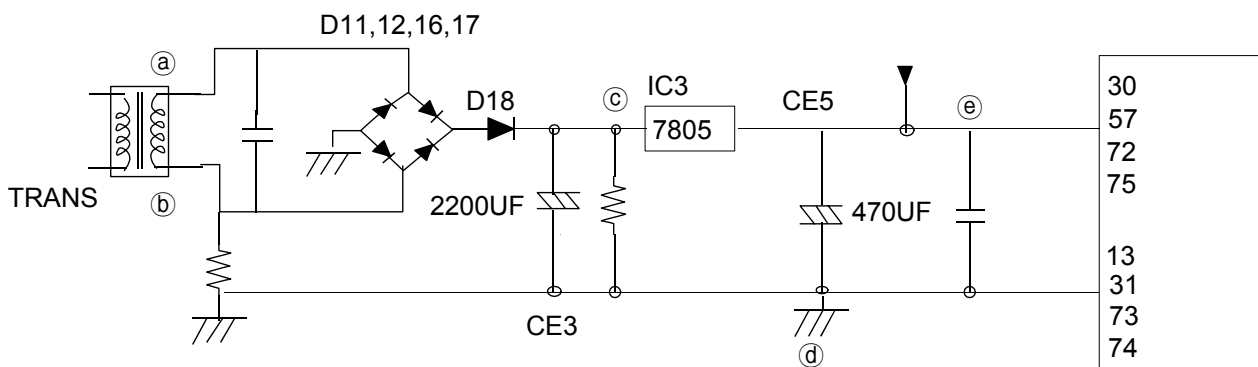 D11,12,16,17
ⓐ
TRANS
ⓑ
D18
ⓒ
IC3
7805
CE5
ⓔ
2200UF
CE3
470UF
ⓓ
30
57
72
75
13
31
73
74